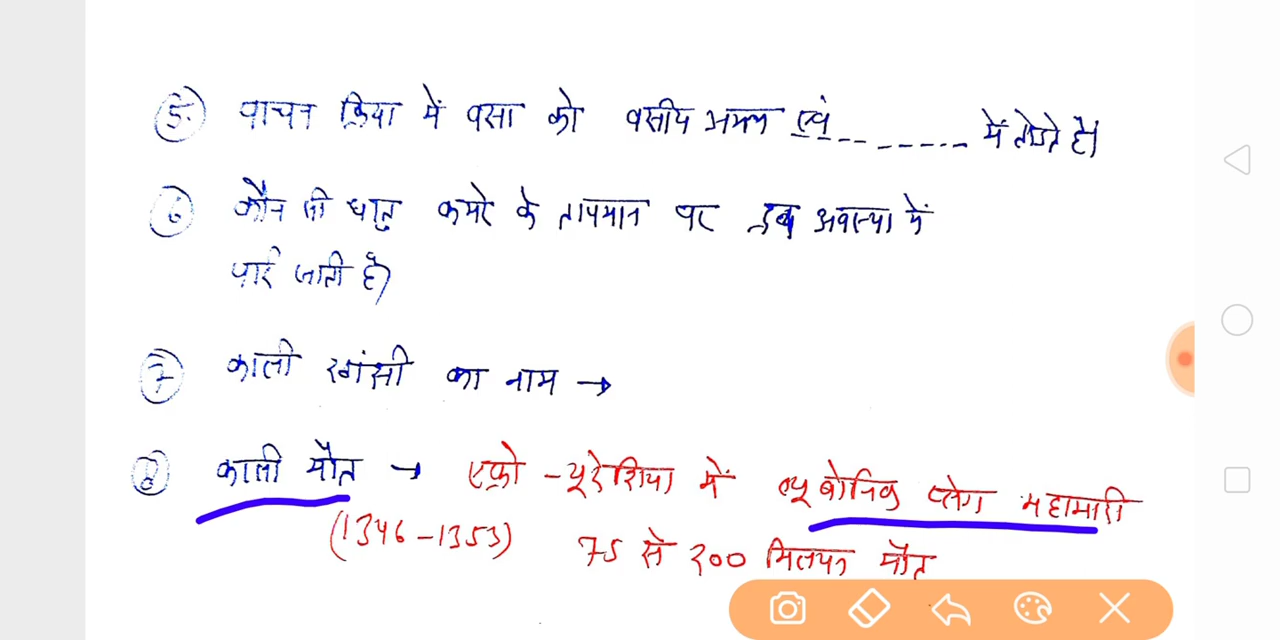 5. पाचन क्रिया में वसा को वसीय अम्ल एवं -------- में तोड़ते है।
6 कौन सी धातु कमरे के तापमान पर द्रव अवस्था में
पाई जाती है।
7 काली खांसी का नाम →
8 काली मौत → एफ्रो - यूरेशिया में ब्यूबोनिक प्लेग महामारी
(1346-1353) 75 से 200 मिलयन मौत